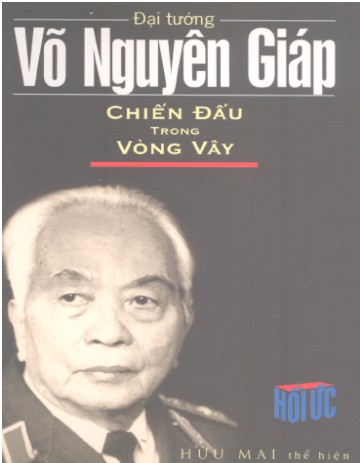 Đại tướng
Võ Nguyên Giáp
CHIẾN ĐẤU
TRONG
VÒNG VÂY
HỒI ỨC
HỮU MAI thể hiện